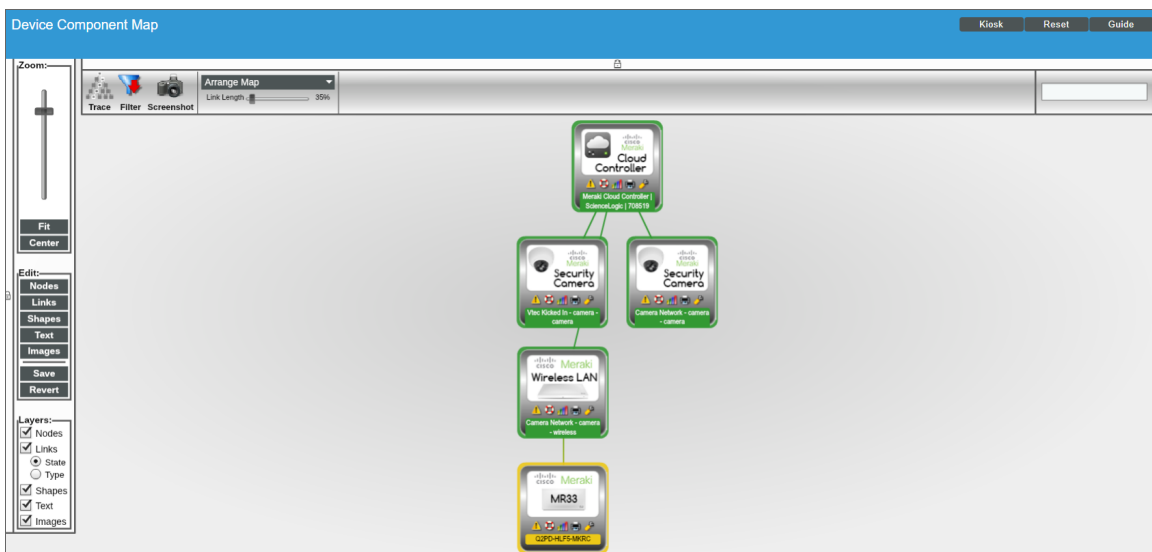 Device Component Map
Kiosk Reset Guide
Zoom:
Trace Filter Screenshot
Arrange Map
Link Length 35%
Fit
Center
Edit:
Nodes
Links
Shapes
Text
Images
Save
Revert
Layers:
Nodes
Links
State
Type
Shapes
Text
Images
cisco
Meraki
Cloud
Controller
Meraki Cloud Controller |
ScienceLogic | 708519
cisco
Meraki
Security
Camera
Vtec Kicked In - camera -
camera
cisco
Meraki
Security
Camera
Camera Network - camera
- camera
cisco Meraki
Wireless LAN
Camera Network - camera
- wireless
cisco Meraki
MR33
Q2PD-HLF5-MKRC